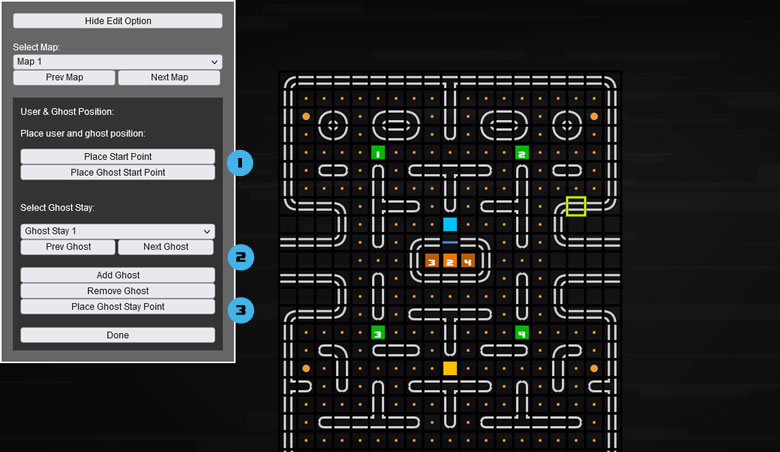 Hide Edit Option
Select Map:
Map 1
Prev Map Next Map
User & Ghost Position:
Place user and ghost position:
Place Start Point
1
Place Ghost Start Point
Select Ghost Stay:
Ghost Stay 1
Prev Ghost Next Ghost
2
Add Ghost
Remove Ghost
Place Ghost Stay Point
3
Done
1 2
3 2 4
3 4